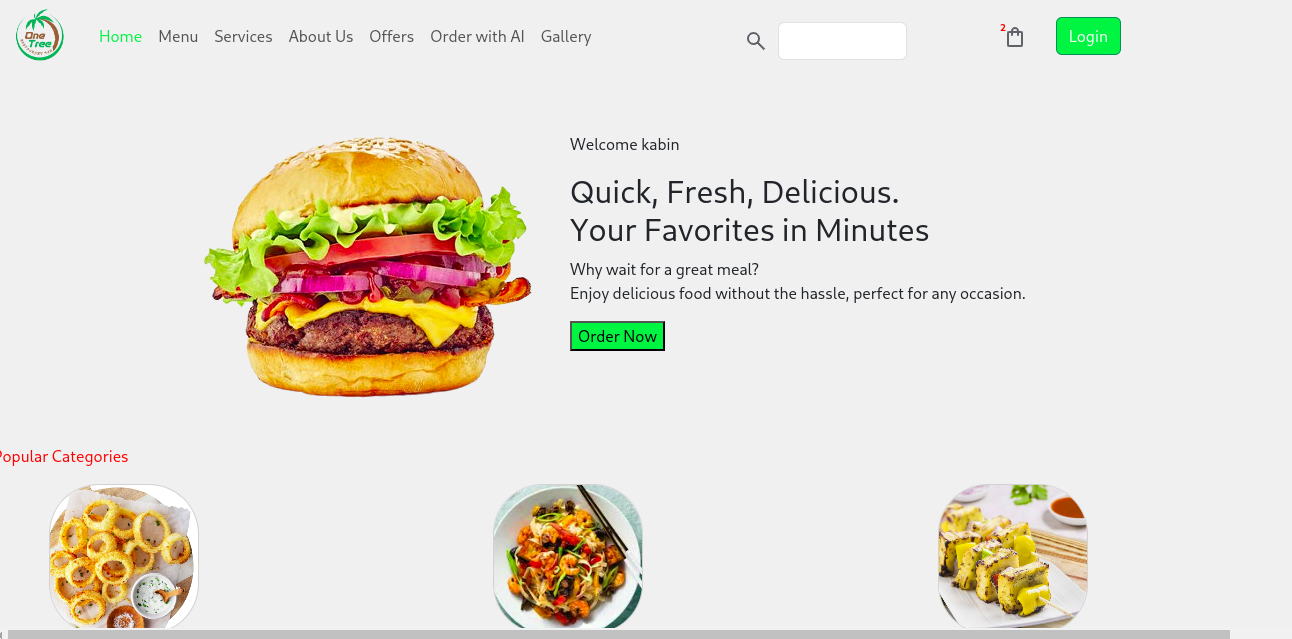 One
Tree
Home Menu Services About Us Offers Order with AI Gallery
2
Login
Welcome kabin
Quick, Fresh, Delicious.
Your Favorites in Minutes
Why wait for a great meal?
Enjoy delicious food without the hassle, perfect for any occasion.
Order Now
Popular Categories